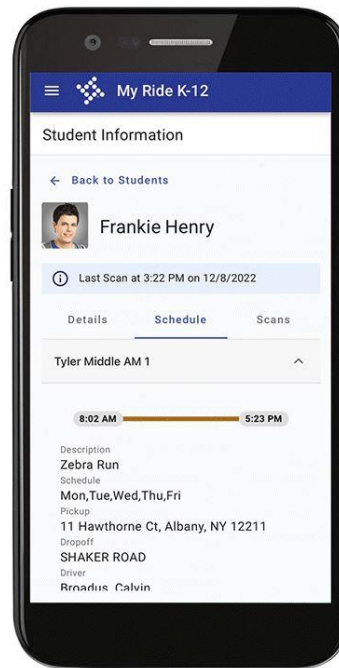 My Ride K-12
Student Information
← Back to Students
Frankie Henry
Last Scan at 3:22 PM on 12/8/2022
Details Schedule Scans
Tyler Middle AM 1
8:02 AM 5:23 PM
Description
Zebra Run
Schedule
Mon,Tue,Wed,Thu,Fri
Pickup
11 Hawthorne Ct, Albany, NY 12211
Dropoff
SHAKER ROAD
Driver
Broadus, Calvin